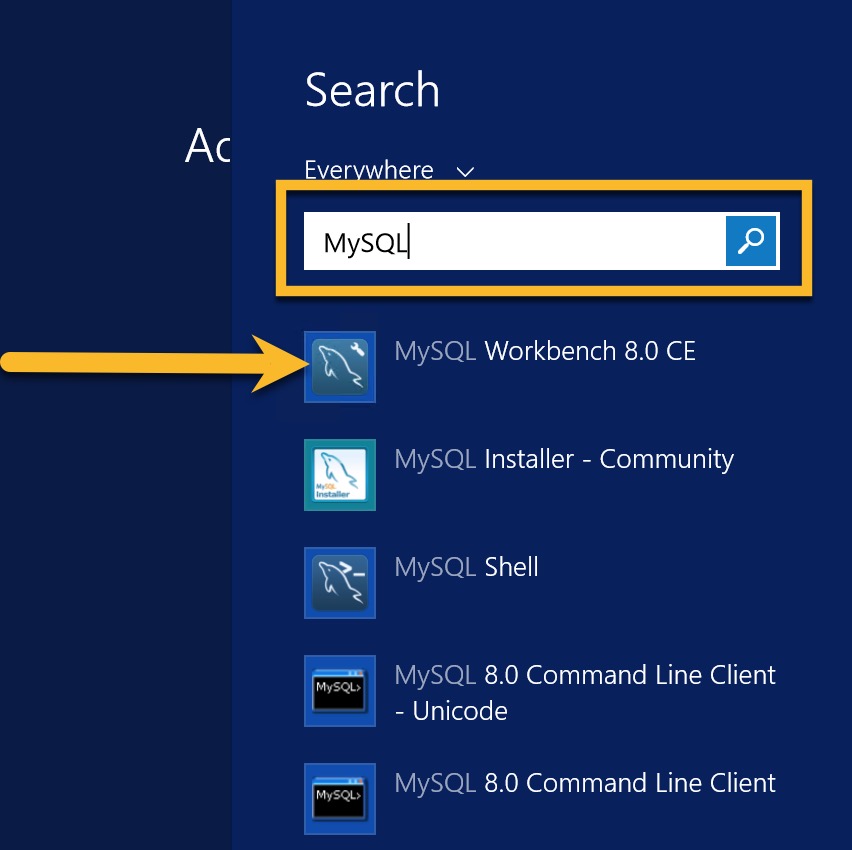 Search
Ac
Everywhere
MySQL
MySQL Workbench 8.0 CE
MySQL Installer - Community
MySQL
Installer
MySQL Shell
MySQL 8.0 Command Line Client
- Unicode
MySQL>
MySQL 8.0 Command Line Client
MySQL>